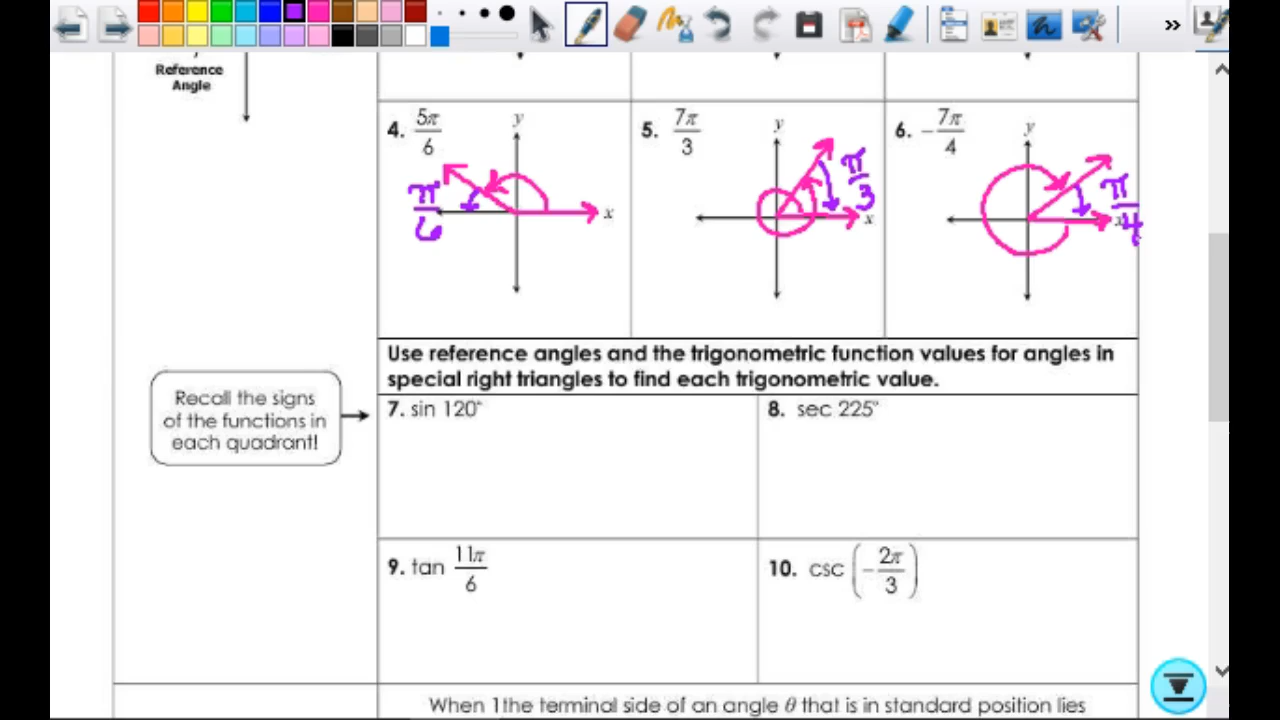 »
Reference
Angle
4. 5π/6
y
x
π/6
5. 7π/3
y
x
π/3
6. -7π/4
y
x
π/4
Use reference angles and the trigonometric function values for angles in
special right triangles to find each trigonometric value.
Recall the signs
of the functions in
each quadrant!
7. sin 120°
8. sec 225°
9. tan 11π/6
10. csc (-2π/3)
When 1the terminal side of an angle θ that is in standard position lies